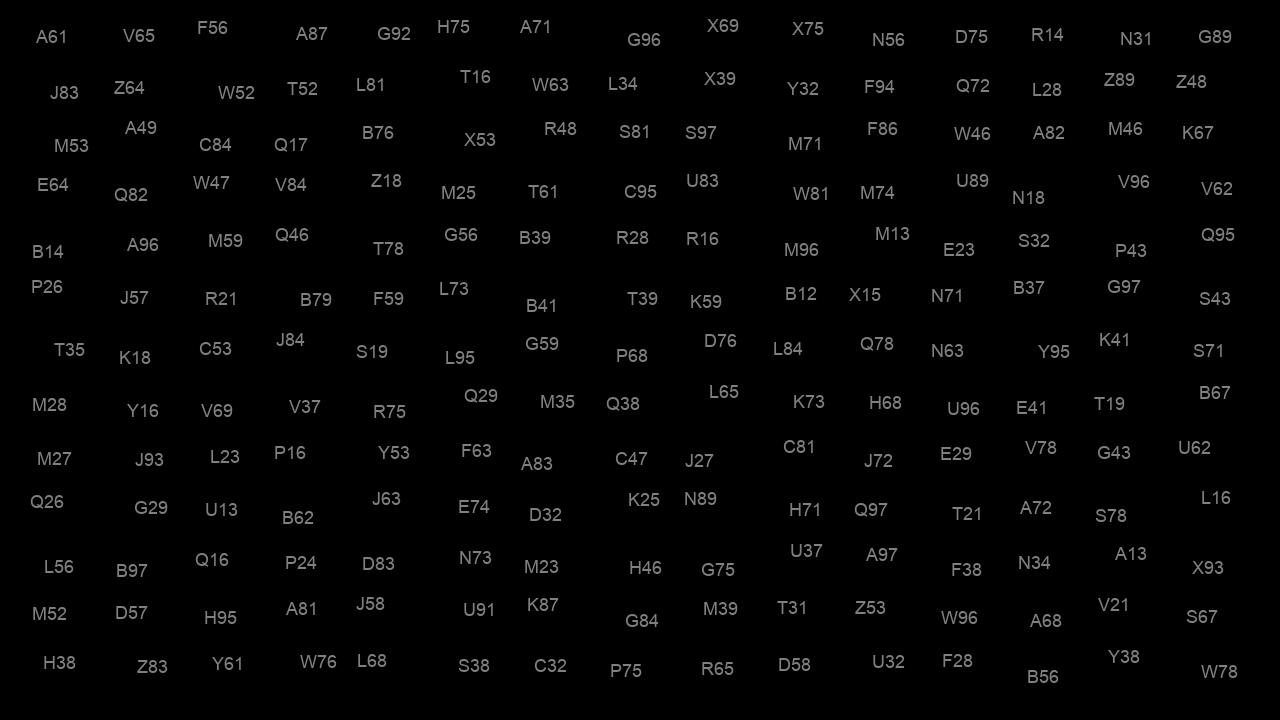 A61 V65 F56 A87 G92 H75 A71 G96 X69 X75 N56 D75 R14 N31 G89
J83 Z64 W52 T52 L81 T16 W63 L34 X39 Y32 F94 Q72 L28 Z89 Z48
M53 A49 C84 Q17 B76 X53 R48 S81 S97 M71 F86 W46 A82 M46 K67
E64 Q82 W47 V84 Z18 M25 T61 C95 U83 W81 M74 U89 N18 V96 V62
B14 A96 M59 Q46 T78 G56 B39 R28 R16 M96 M13 E23 S32 P43 Q95
P26 J57 R21 B79 F59 L73 B41 T39 K59 B12 X15 N71 B37 G97 S43
T35 K18 C53 J84 S19 L95 G59 P68 D76 L84 Q78 N63 Y95 K41 S71
M28 Y16 V69 V37 R75 Q29 M35 Q38 L65 K73 H68 U96 E41 T19 B67
M27 J93 L23 P16 Y53 F63 A83 C47 J27 C81 J72 E29 V78 G43 U62
Q26 G29 U13 B62 J63 E74 D32 K25 N89 H71 Q97 T21 A72 S78 L16
L56 B97 Q16 P24 D83 N73 M23 H46 G75 U37 A97 F38 N34 A13 X93
M52 D57 H95 A81 J58 U91 K87 G84 M39 T31 Z53 W96 A68 V21 S67
H38 Z83 Y61 W76 L68 S38 C32 P75 R65 D58 U32 F28 B56 Y38 W78